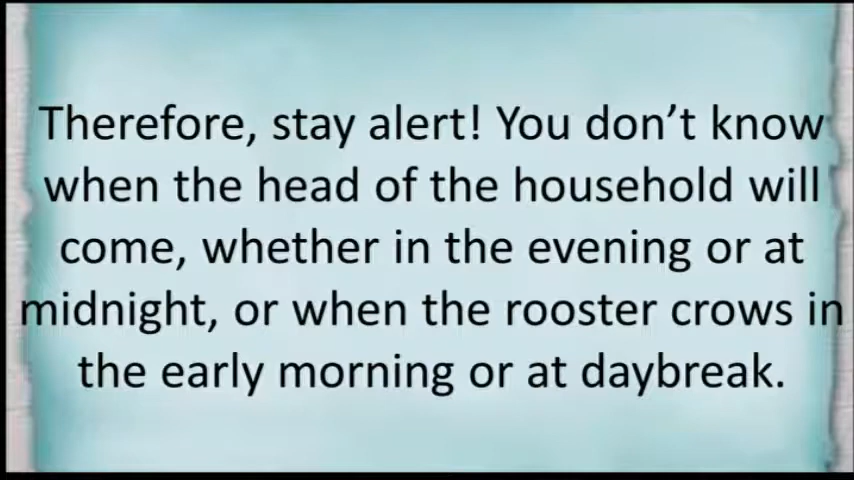 Therefore, stay alert! You don’t know
when the head of the household will
come, whether in the evening or at
midnight, or when the rooster crows in
the early morning or at daybreak.